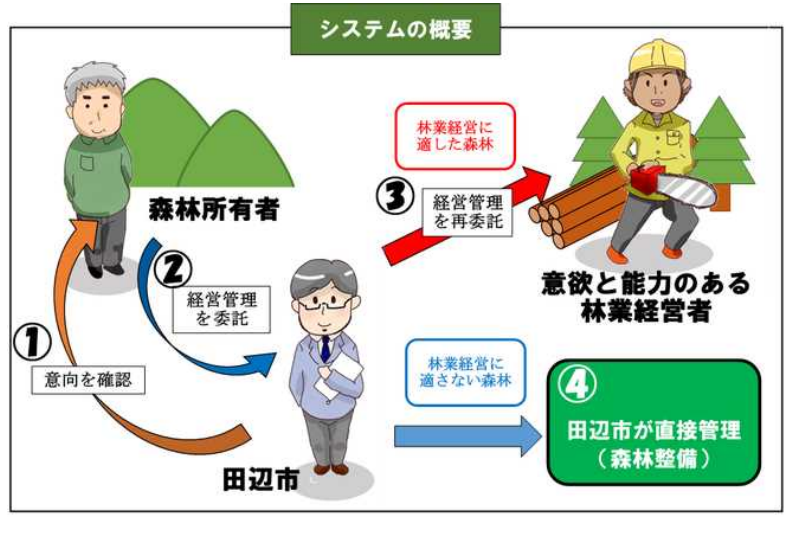 システムの概要
林業経営に
適した森林
森林所有者
③
経営管理
を再委託
②
経営管理
を委託
意欲と能力のある
林業経営者
①
意向を確認
林業経営に
適さない森林
④
田辺市が直接管理
（森林整備）
田辺市